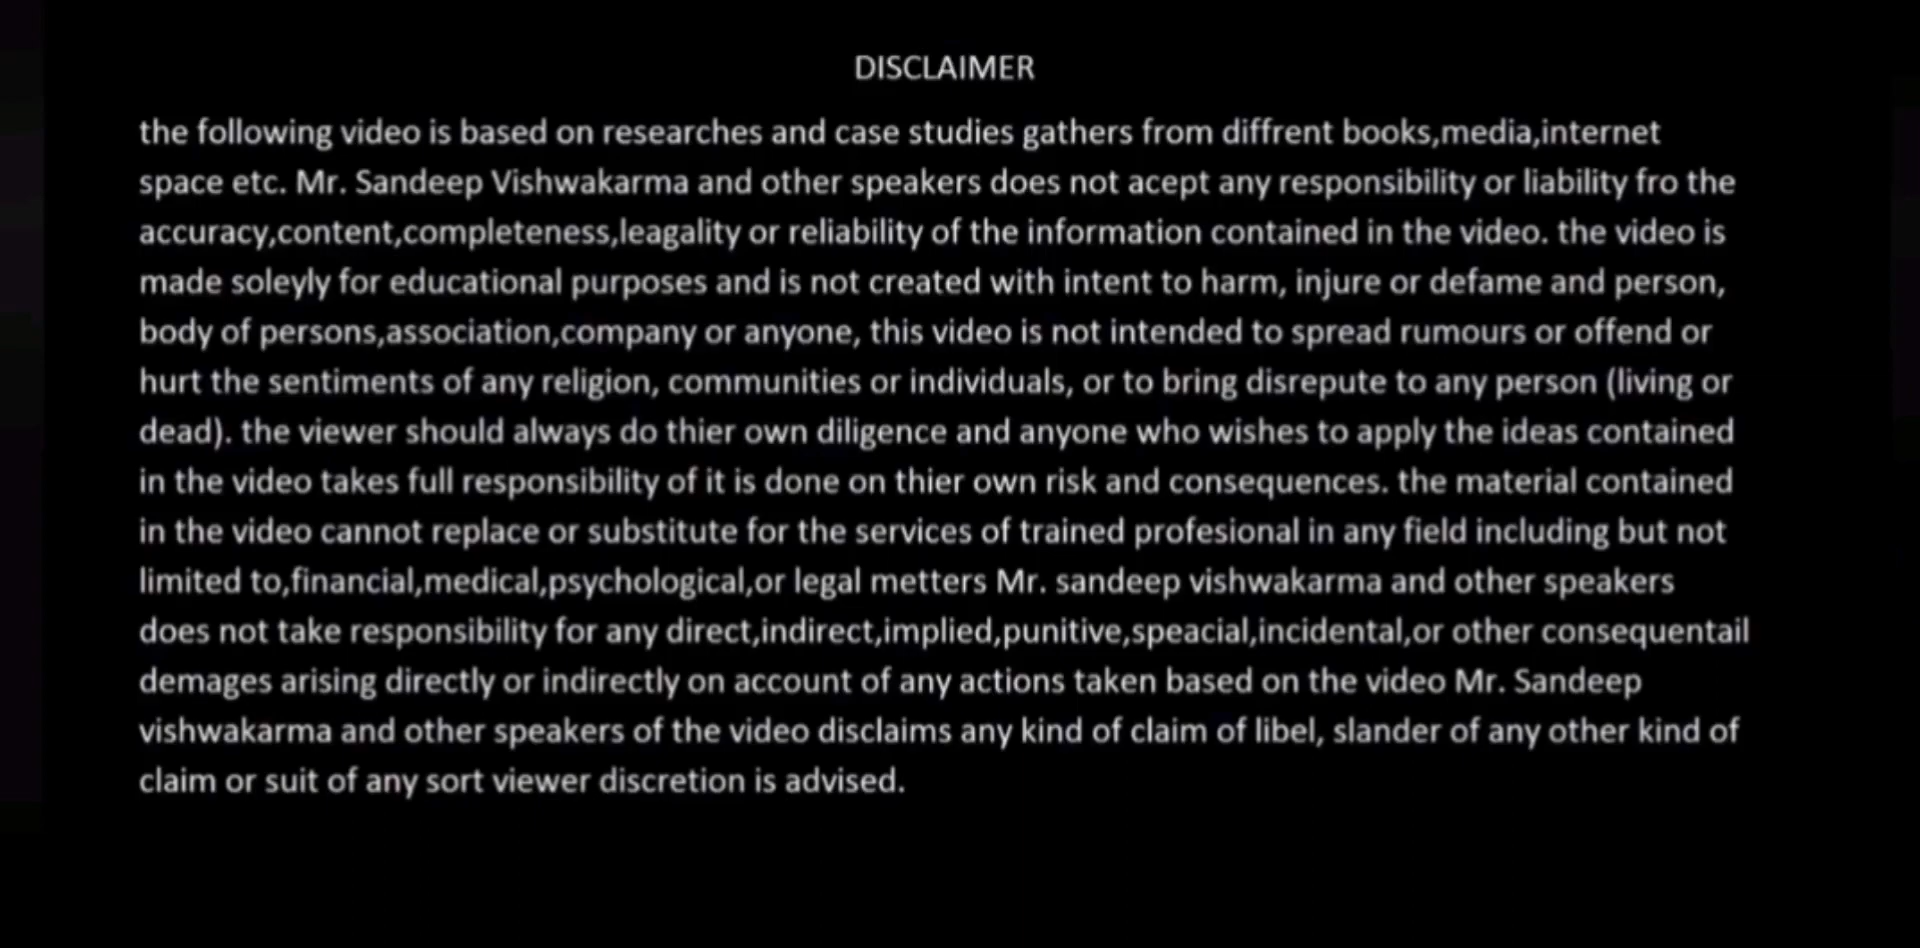 DISCLAIMER
the following video is based on researches and case studies gathers from diffrent books,media,internet
space etc. Mr. Sandeep Vishwakarma and other speakers does not acept any responsibility or liability fro the
accuracy,content,completeness,leagality or reliability of the information contained in the video. the video is
made soleyly for educational purposes and is not created with intent to harm, injure or defame and person,
body of persons,association,company or anyone, this video is not intended to spread rumours or offend or
hurt the sentiments of any religion, communities or individuals, or to bring disrepute to any person (living or
dead). the viewer should always do thier own diligence and anyone who wishes to apply the ideas contained
in the video takes full responsibility of it is done on thier own risk and consequences. the material contained
in the video cannot replace or substitute for the services of trained profesional in any field including but not
limited to,financial,medical,psychological,or legal metters Mr. sandeep vishwakarma and other speakers
does not take responsibility for any direct,indirect,implied,punitive,speacial,incidental,or other consequentail
demages arising directly or indirectly on account of any actions taken based on the video Mr. Sandeep
vishwakarma and other speakers of the video disclaims any kind of claim of libel, slander of any other kind of
claim or suit of any sort viewer discretion is advised.